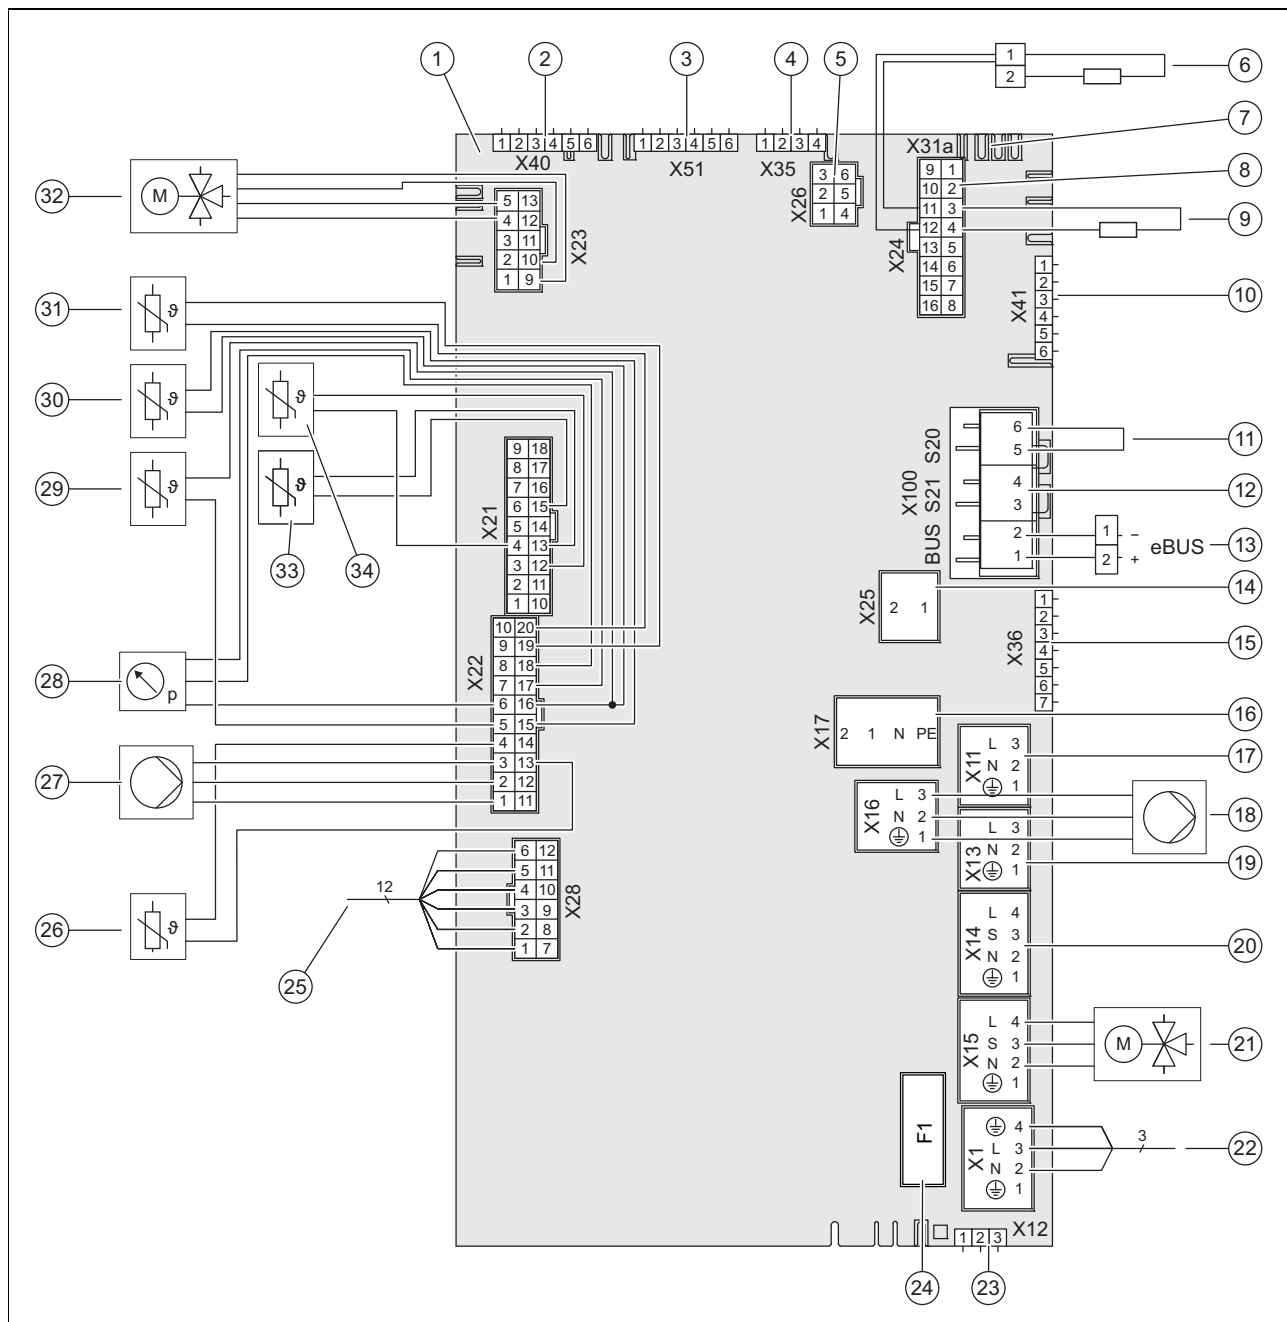 1 2 3 4 5 6
1 2
7
1 2 3 4 5 6
X40
1 2 3 4 5 6
X51
1 2 3 4
X35
X31a
32
M
5 13
4 12
3 11
2 10
1 9
X23
3 6
2 5
1 4
X26
9 1
10 2
11 3
12 4
13 5
14 6
15 7
16 8
X24
8
9
31
ϑ
1
2
3
4
5
6
X41
10
30
ϑ
ϑ
34
29
ϑ
ϑ
33
9 18
8 17
7 16
6 15
5 14
4 13
3 12
2 11
1 10
X21
6
5
4
3
2
1
BUS S21 S20
X100
11
12
1 −
2 +
eBUS
13
2 1
X25
14
1
2
3
4
5
6
7
X36
15
28
p
10 20
9 19
8 18
7 17
6 16
5 15
4 14
3 13
2 12
1 11
X22
2 1 N PE
X17
16
L 3
N 2
1
X11
17
27
L 3
N 2
1
X16
18
L 3
N 2
1
X13
19
12
25
6 12
5 11
4 10
3 9
2 8
1 7
X28
26
ϑ
L 4
S 3
N 2
1
X14
20
L 4
S 3
N 2
1
X15
M
21
F1
4
L 3
N 2
1
X1
3
22
1 2 3
X12
24
23